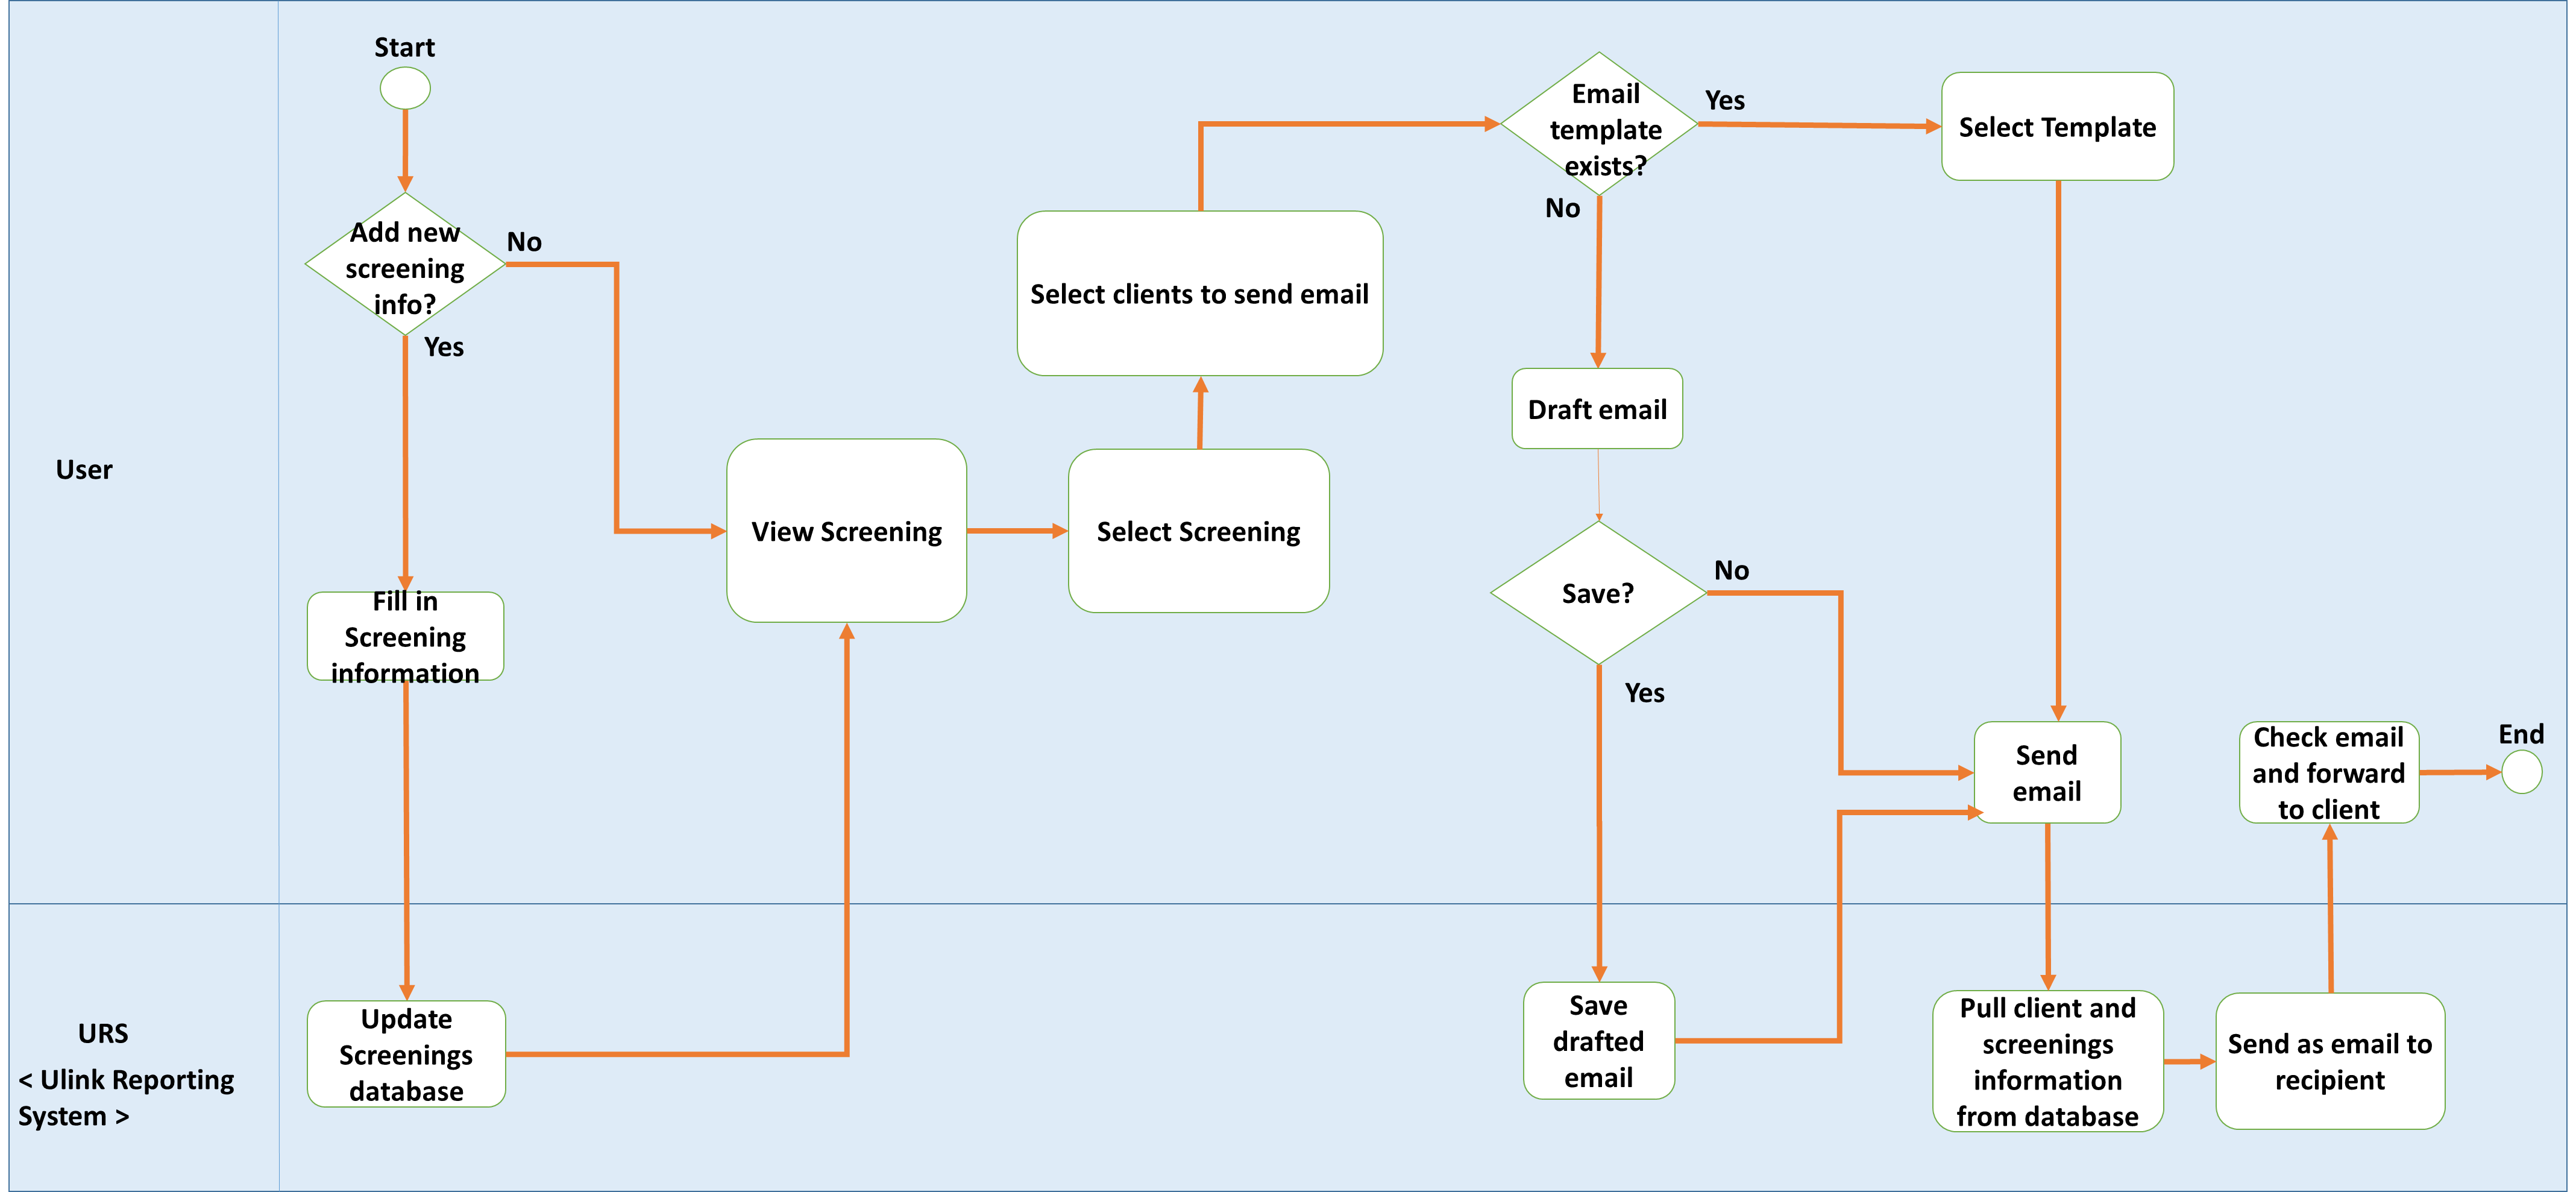 Start
Add new
screening
info?
No
Yes
Fill in
Screening
information
View Screening
Select Screening
Select clients to send email
Email
template
exists?
Yes
No
Select Template
Draft email
Save?
No
Yes
Send
email
Check email
and forward
to client
End
User
URS
< Ulink Reporting
System >
Update
Screenings
database
Save
drafted
email
Pull client and
screenings
information
from database
Send as email to
recipient